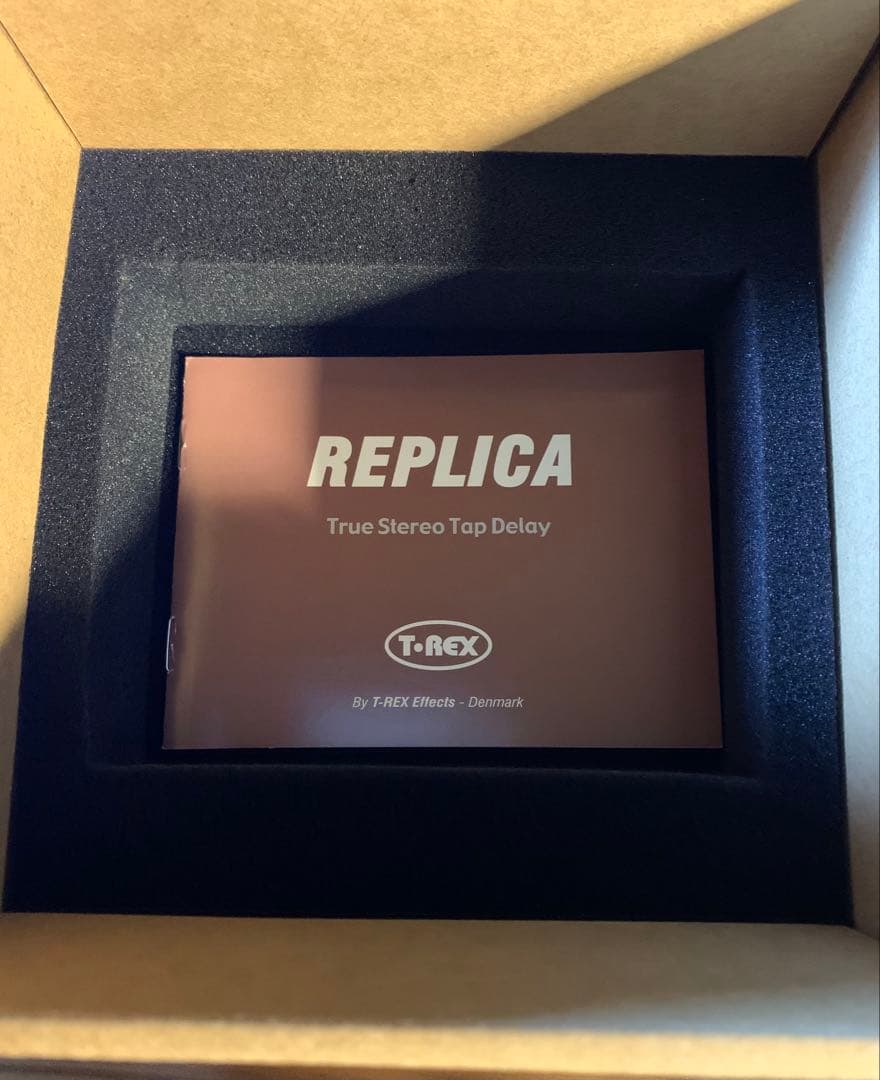 REPLICA
True Stereo Tap Delay
T•REX
By T-REX Effects - Denmark